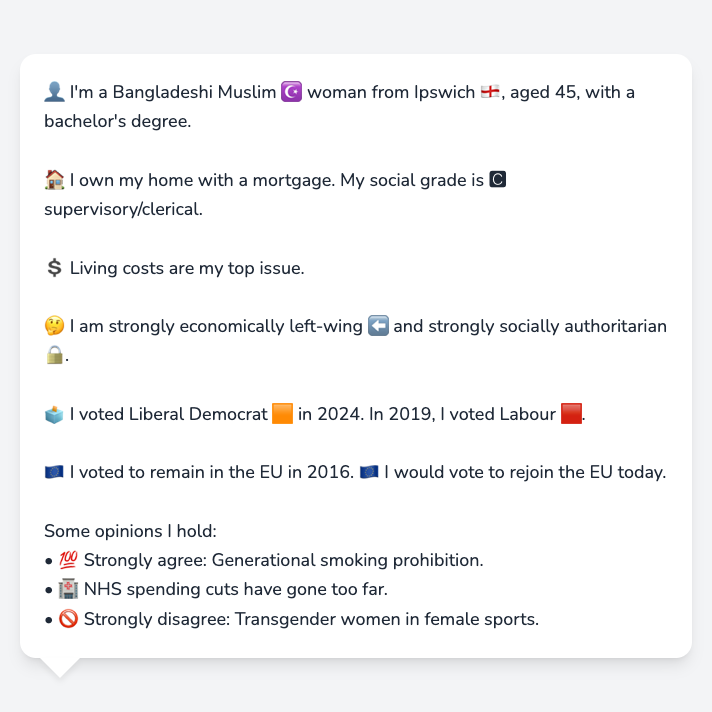 👤 I'm a Bangladeshi Muslim ☪️ woman from Ipswich 🏴󠁧󠁢󠁥󠁮󠁧󠁿, aged 45, with a
bachelor's degree.
🏠 I own my home with a mortgage. My social grade is 🅲
supervisory/clerical.
💲 Living costs are my top issue.
🤔 I am strongly economically left-wing ⬅️ and strongly socially authoritarian
🔒.
🗳️ I voted Liberal Democrat 🟧 in 2024. In 2019, I voted Labour 🟥.
🇪🇺 I voted to remain in the EU in 2016. 🇪🇺 I would vote to rejoin the EU today.
Some opinions I hold:
• 💯 Strongly agree: Generational smoking prohibition.
• 🏥 NHS spending cuts have gone too far.
• 🚫 Strongly disagree: Transgender women in female sports.